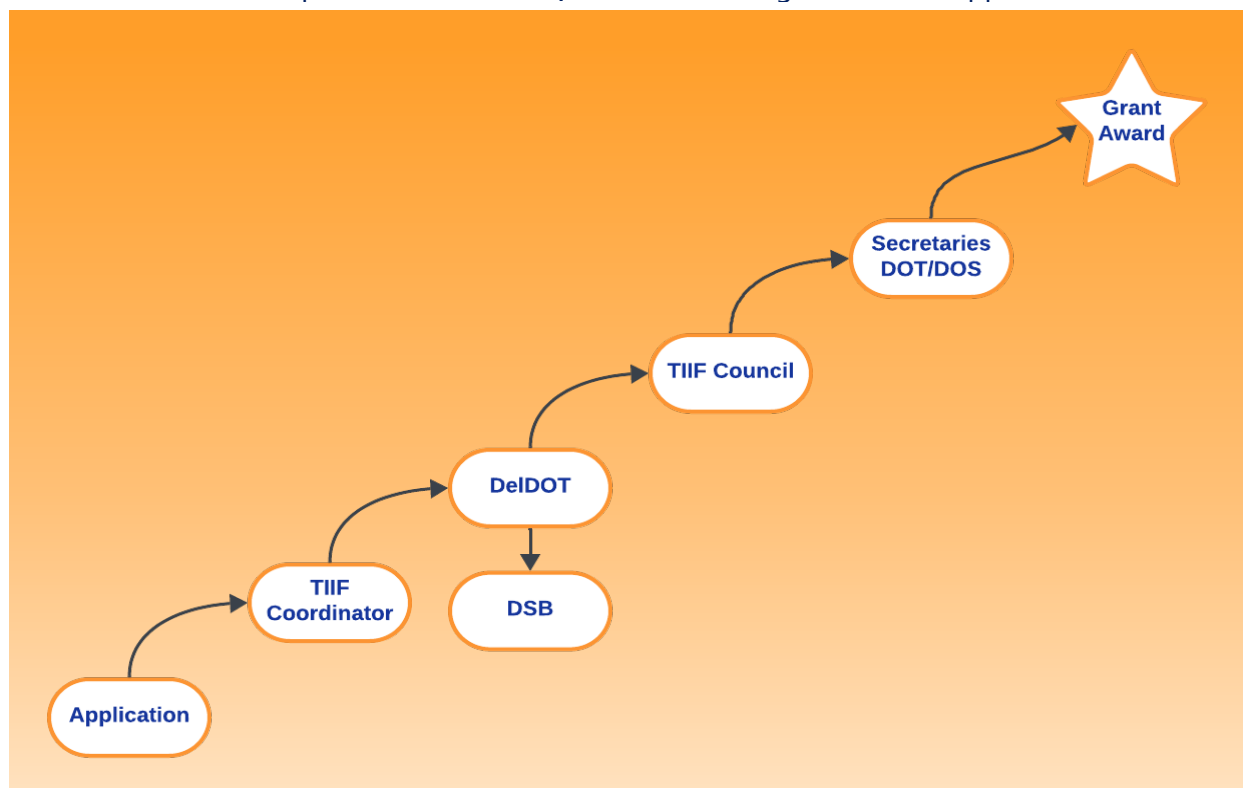 Grant
Award
Secretaries
DOT/DOS
TIIF Council
DelDOT
TIIF
Coordinator
DSB
Application